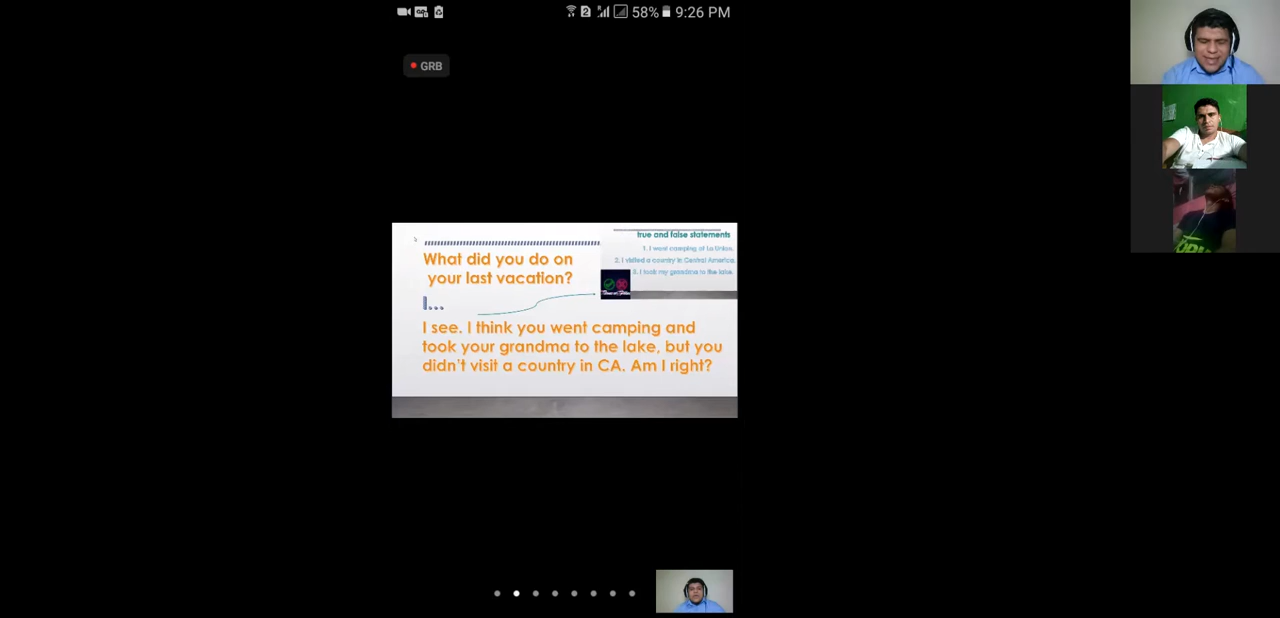 58% 9:26 PM
GRB
true and false statements
1. I went camping at La Union.
2. I visited a country in Central America.
3. I took my grandma to the lake.
What did you do on
your last vacation?
I...
I see. I think you went camping and
took your grandma to the lake, but you
didn't visit a country in CA. Am I right?